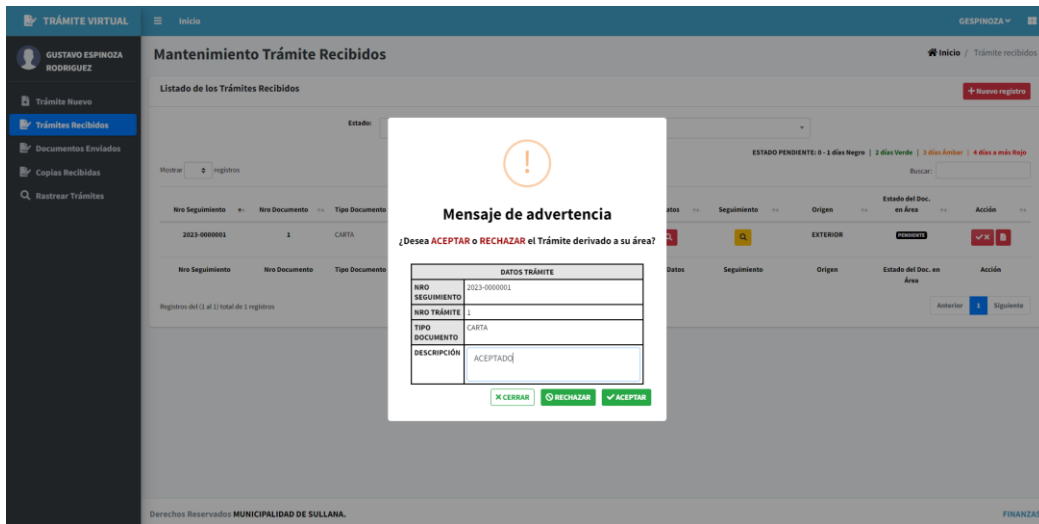 TRÁMITE VIRTUAL
Inicio
GESPINOZA
GUSTAVO ESPINOZA
RODRIGUEZ
Trámite Nuevo
Trámites Recibidos
Documentos Enviados
Copias Recibidas
Rastrear Trámites
Mantenimiento Trámite Recibidos
Inicio / Trámite recibidos
Listado de los Trámites Recibidos
+ Nuevo registro
Estado:
ESTADO PENDIENTE: 0 - 1 días Negro | 2 días Verde | 3 días Ámbar | 4 días a más Rojo
Mostrar registros
Buscar:
Nro Seguimiento Nro Documento Tipo Documento atos Seguimiento Origen Estado del Doc. en Área Acción
2023-0000001 1 CARTA EXTERIOR PENDIENTE
Nro Seguimiento Nro Documento Tipo Documento Datos Seguimiento Origen Estado del Doc. en Área Acción
Registros del (1 al 1) total de 1 registros
Anterior 1 Siguiente
Mensaje de advertencia
¿Desea ACEPTAR o RECHAZAR el Trámite derivado a su área?
DATOS TRÁMITE
NRO SEGUIMIENTO 2023-0000001
NRO TRÁMITE 1
TIPO DOCUMENTO CARTA
DESCRIPCIÓN ACEPTADO
CERRAR RECHAZAR ACEPTAR
Derechos Reservados MUNICIPALIDAD DE SULLANA.
FINANZAS